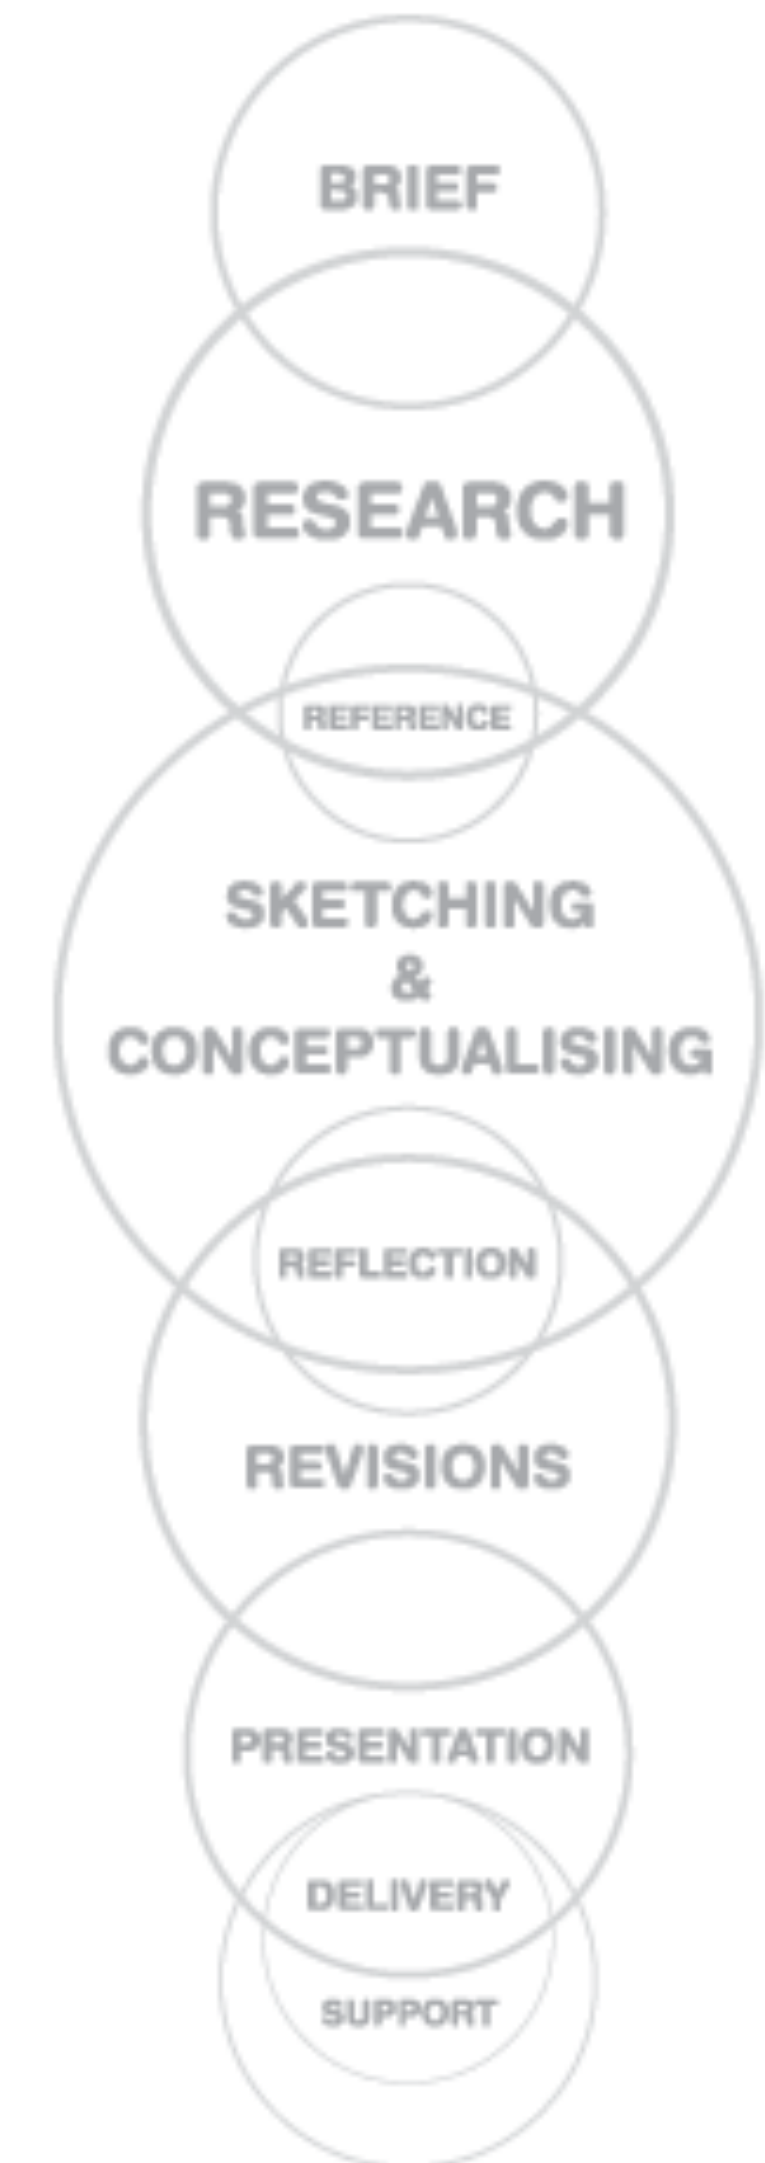 BRIEF
RESEARCH
REFERENCE
SKETCHING
&
CONCEPTUALISING
REFLECTION
REVISIONS
PRESENTATION
DELIVERY
SUPPORT